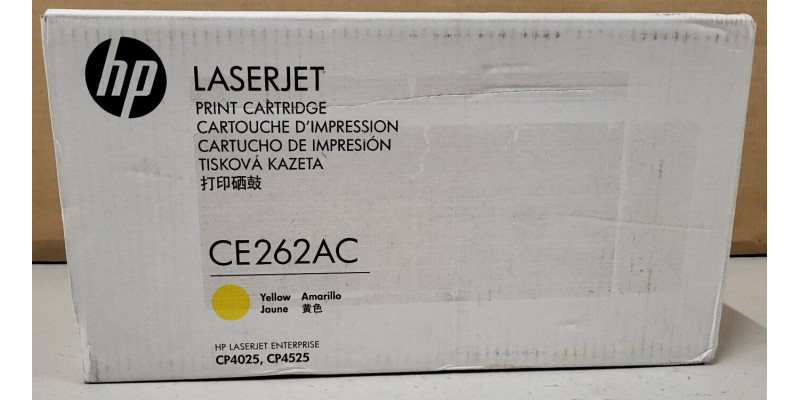 hp
LASERJET
PRINT CARTRIDGE
CARTOUCHE D'IMPRESSION
CARTUCHO DE IMPRESIÓN
TISKOVÁ KAZETA
打印硒鼓
CE262AC
Yellow Amarillo
Jaune 黄色
HP LASERJET ENTERPRISE
CP4025, CP4525